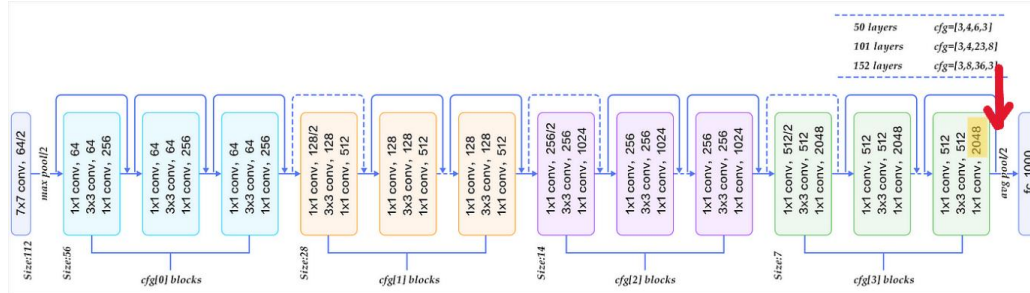 50 layers cfg=[3,4,6,3]
101 layers cfg=[3,4,23,8]
152 layers cfg=[3,8,36,3]
7x7 conv, 64/2
max pool/2
1x1 conv, 64
3x3 conv, 64
1x1 conv, 256
1x1 conv, 64
3x3 conv, 64
1x1 conv, 256
1x1 conv, 64
3x3 conv, 64
1x1 conv, 256
1x1 conv, 128/2
3x3 conv, 128
1x1 conv, 512
1x1 conv, 128
3x3 conv, 128
1x1 conv, 512
1x1 conv, 128
3x3 conv, 128
1x1 conv, 512
1x1 conv, 256/2
3x3 conv, 256
1x1 conv, 1024
1x1 conv, 256
3x3 conv, 256
1x1 conv, 1024
1x1 conv, 256
3x3 conv, 256
1x1 conv, 1024
1x1 conv, 512/2
3x3 conv, 512
1x1 conv, 2048
1x1 conv, 512
3x3 conv, 512
1x1 conv, 2048
1x1 conv, 512
3x3 conv, 512
1x1 conv, 2048
avg pool/2
fc 1000
Size:112
Size:56
cfg[0] blocks
Size:28
cfg[1] blocks
Size:14
cfg[2] blocks
Size:7
cfg[3] blocks